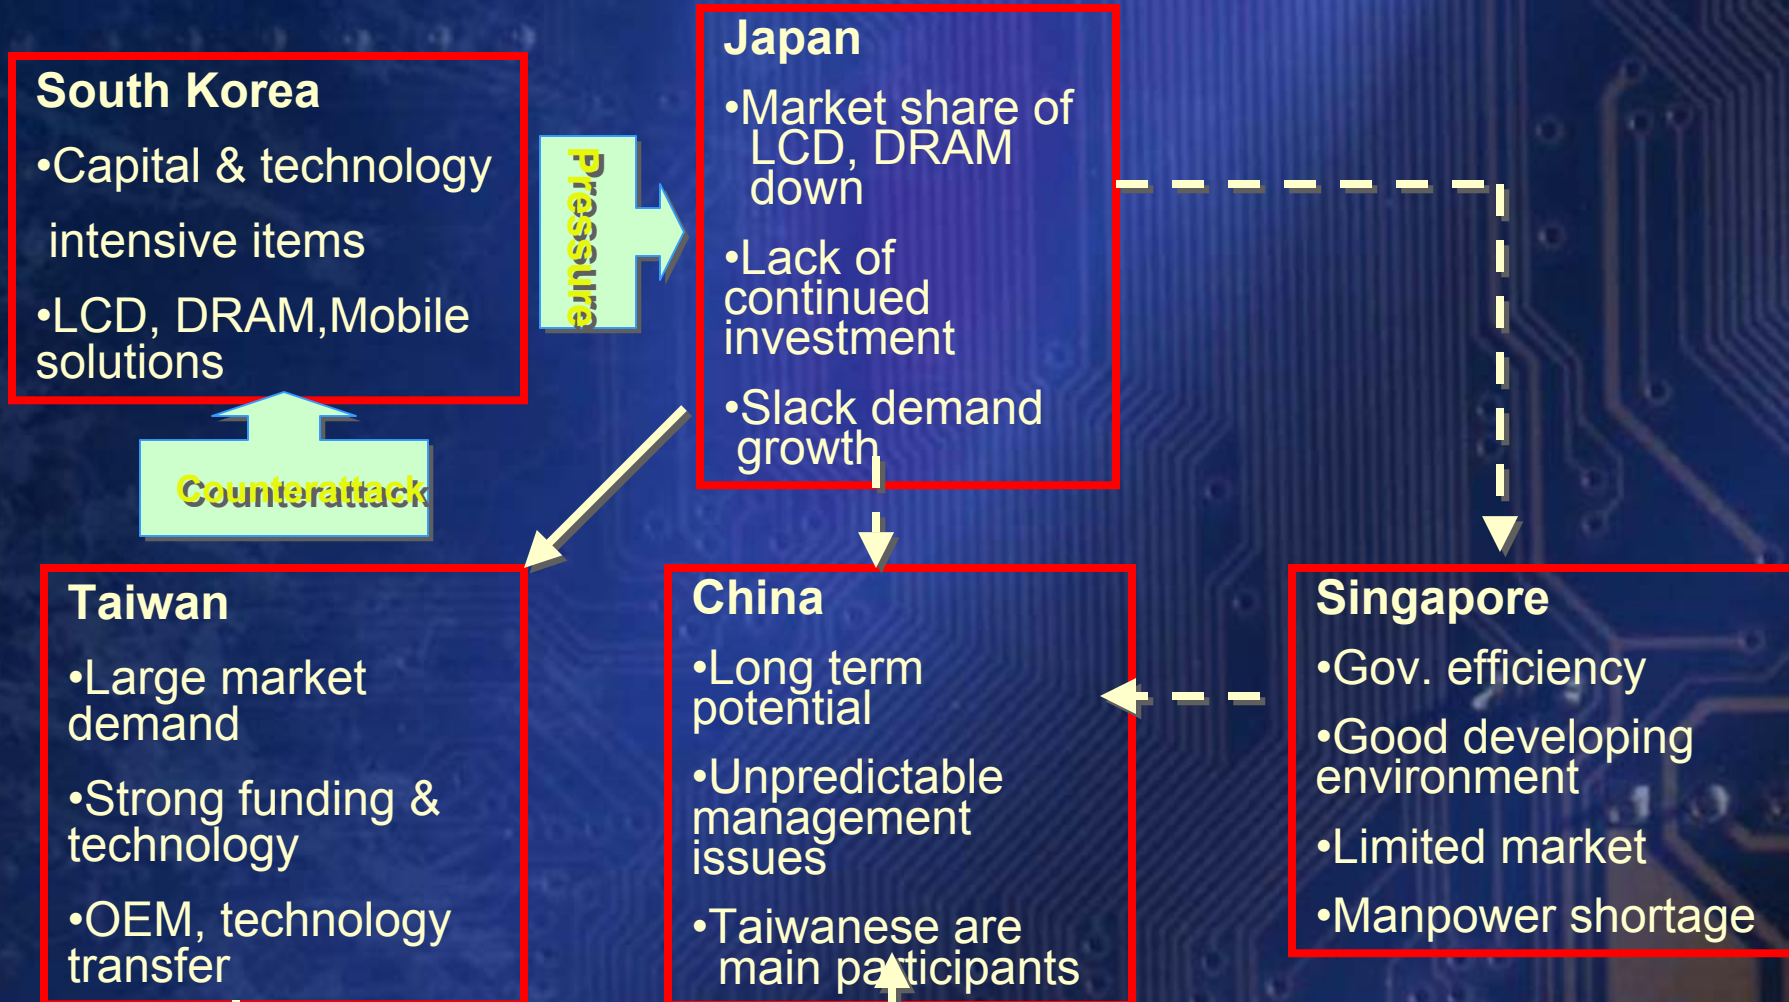 South Korea
•Capital & technology
intensive items
•LCD, DRAM,Mobile
solutions
Pressure
Japan
•Market share of
LCD, DRAM
down
•Lack of
continued
investment
•Slack demand
growth
Counterattack
Taiwan
•Large market
demand
•Strong funding &
technology
•OEM, technology
transfer
China
•Long term
potential
•Unpredictable
management
issues
•Taiwanese are
main participants
Singapore
•Gov. efficiency
•Good developing
environment
•Limited market
•Manpower shortage